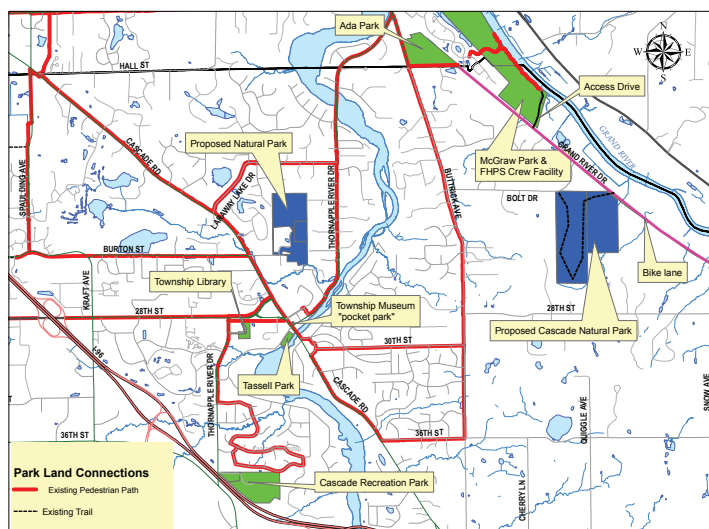 Ada Park
N
W
E
S
HALL ST
Access Drive
GRAND RIVER
CASCADE RD
Proposed Natural Park
McGraw Park &
FHPS Crew Facility
GRAND RIVER DR
SPAULDING AVE
LARAWAY LAKE DR
THORNAPPLE RIVER DR
BUTTRICK AVE
BOLT DR
BURTON ST
KRAFT AVE
Township Library
Bike lane
28TH ST
Township Museum
"pocket park"
28TH ST
Proposed Cascade Natural Park
I-96
30TH ST
THORNAPPLE RIVER DR
Tassell Park
CASCADE RD
SNOW AVE
QUIGGLE AVE
36TH ST
36TH ST
Park Land Connections
Existing Pedestrian Path
Existing Trail
Cascade Recreation Park
CHERRY LN